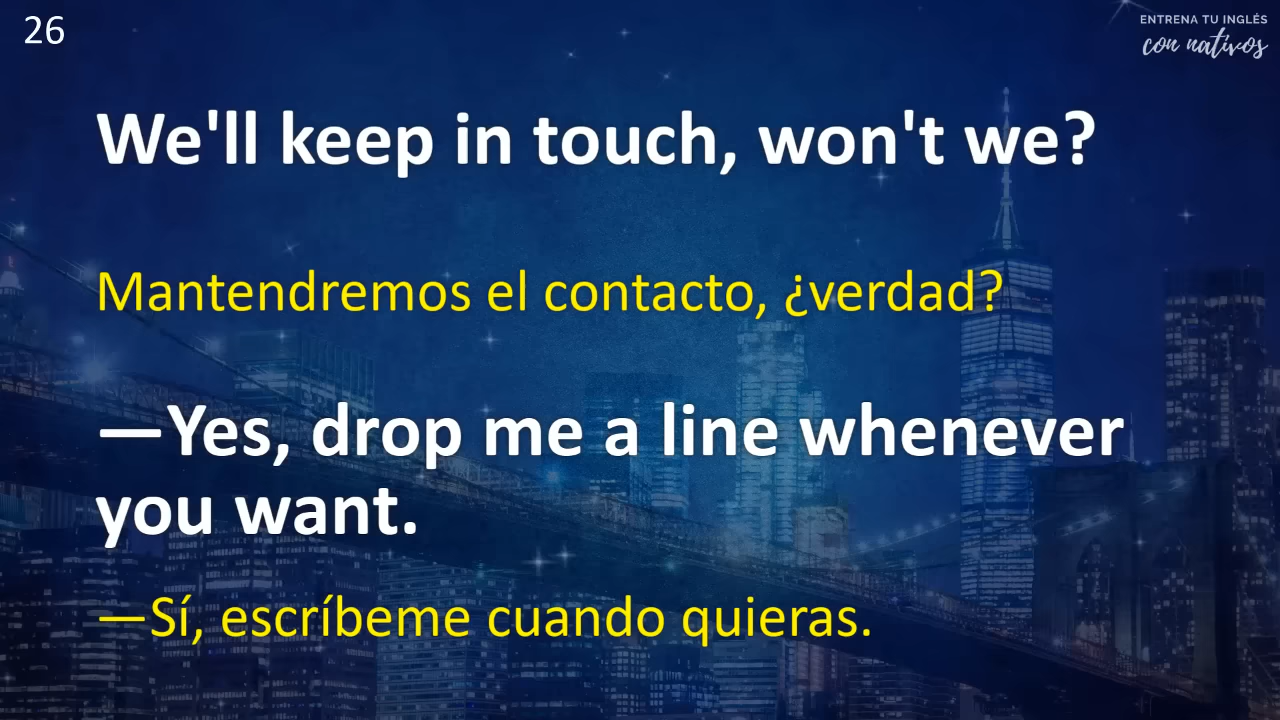 26
ENTRENA TU INGLÉS
con nativos
We'll keep in touch, won't we?
Mantendremos el contacto, ¿verdad?
—Yes, drop me a line whenever
you want.
—Sí, escríbeme cuando quieras.